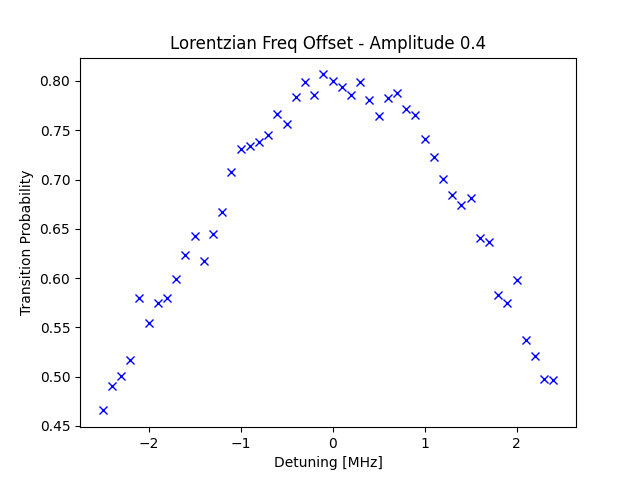 Lorentzian Freq Offset - Amplitude 0.4
0.80
0.75
0.70
0.65
0.60
0.55
0.50
0.45
Transition Probability
−2 −1 0 1 2
Detuning [MHz]